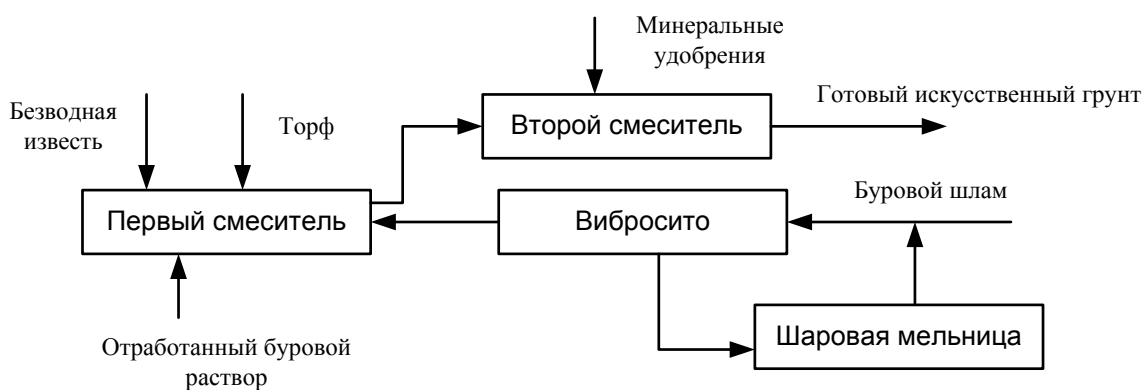 Минеральные
удобрения
Безводная
известь
Торф
Второй смеситель
Готовый искусственный грунт
Первый смеситель
Вибросито
Буровой шлам
Отработанный буровой
раствор
Шаровая мельница